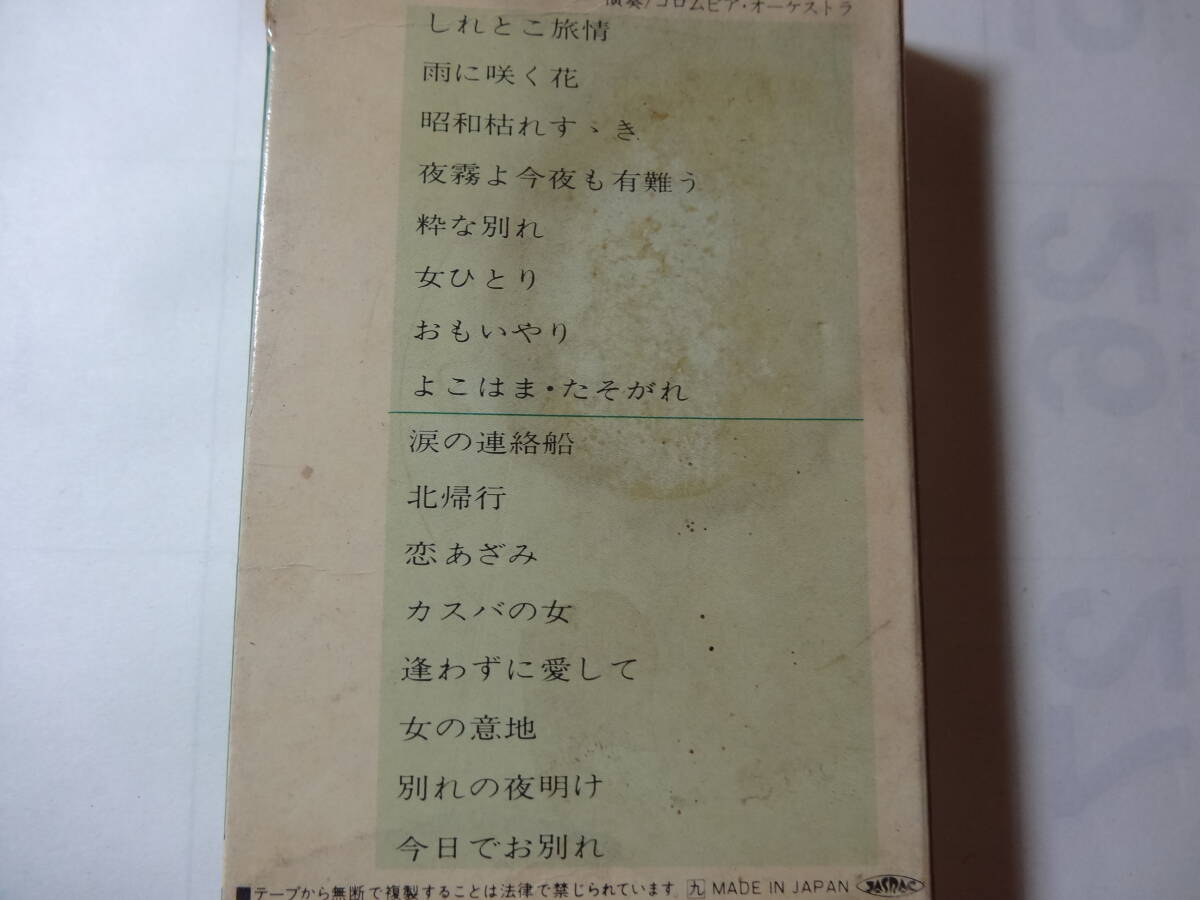 演奏/コロムビア・オーケストラ
しれとこ旅情
雨に咲く花
昭和枯れすゝき
夜霧よ今夜も有難う
粋な別れ
女ひとり
おもいやり
よこはま・たそがれ
涙の連絡船
北帰行
恋あざみ
カスバの女
逢わずに愛して
女の意地
別れの夜明け
今日でお別れ
■テープから無断で複製することは法律で禁じられています。 九 MADE IN JAPAN JASRAC